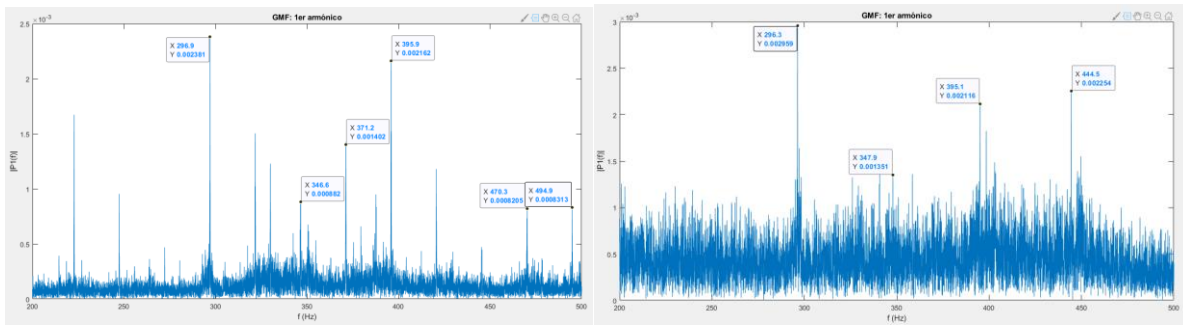 GMF: 1er armónico
×10⁻³
2.5
2
1.5
1
0.5
0
200
250
300
350
400
450
500
f (Hz)
|P1(f)|
X 296.9
Y 0.002381
X 395.9
Y 0.002162
X 371.2
Y 0.001402
X 346.6
Y 0.000882
X 470.3
Y 0.0008205
X 494.9
Y 0.0008313
GMF: 1er armónico
×10⁻³
3
2.5
2
1.5
1
0.5
0
200
250
300
350
400
450
500
f (Hz)
|P1(f)|
X 296.3
Y 0.002959
X 444.5
Y 0.002254
X 395.1
Y 0.002116
X 347.9
Y 0.001351